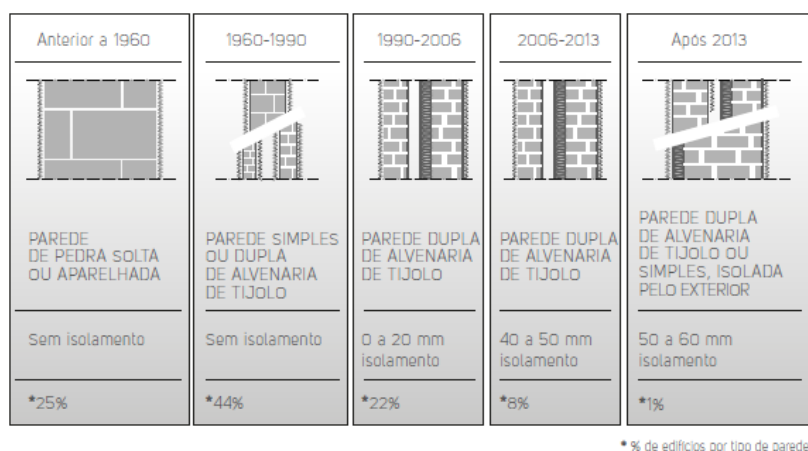 Anterior a 1960
PAREDE
DE PEDRA SOLTA
OU APARELHADA
Sem isolamento
*25%
1960-1990
PAREDE SIMPLES
OU DUPLA
DE ALVENARIA
DE TIJOLO
Sem isolamento
*44%
1990-2006
PAREDE DUPLA
DE ALVENARIA
DE TIJOLO
0 a 20 mm
isolamento
*22%
2006-2013
PAREDE DUPLA
DE ALVENARIA
DE TIJOLO
40 a 50 mm
isolamento
*8%
Após 2013
PAREDE DUPLA
DE ALVENARIA
DE TIJOLO OU
SIMPLES, ISOLADA
PELO EXTERIOR
50 a 60 mm
isolamento
*1%
* % de edifícios por tipo de parede